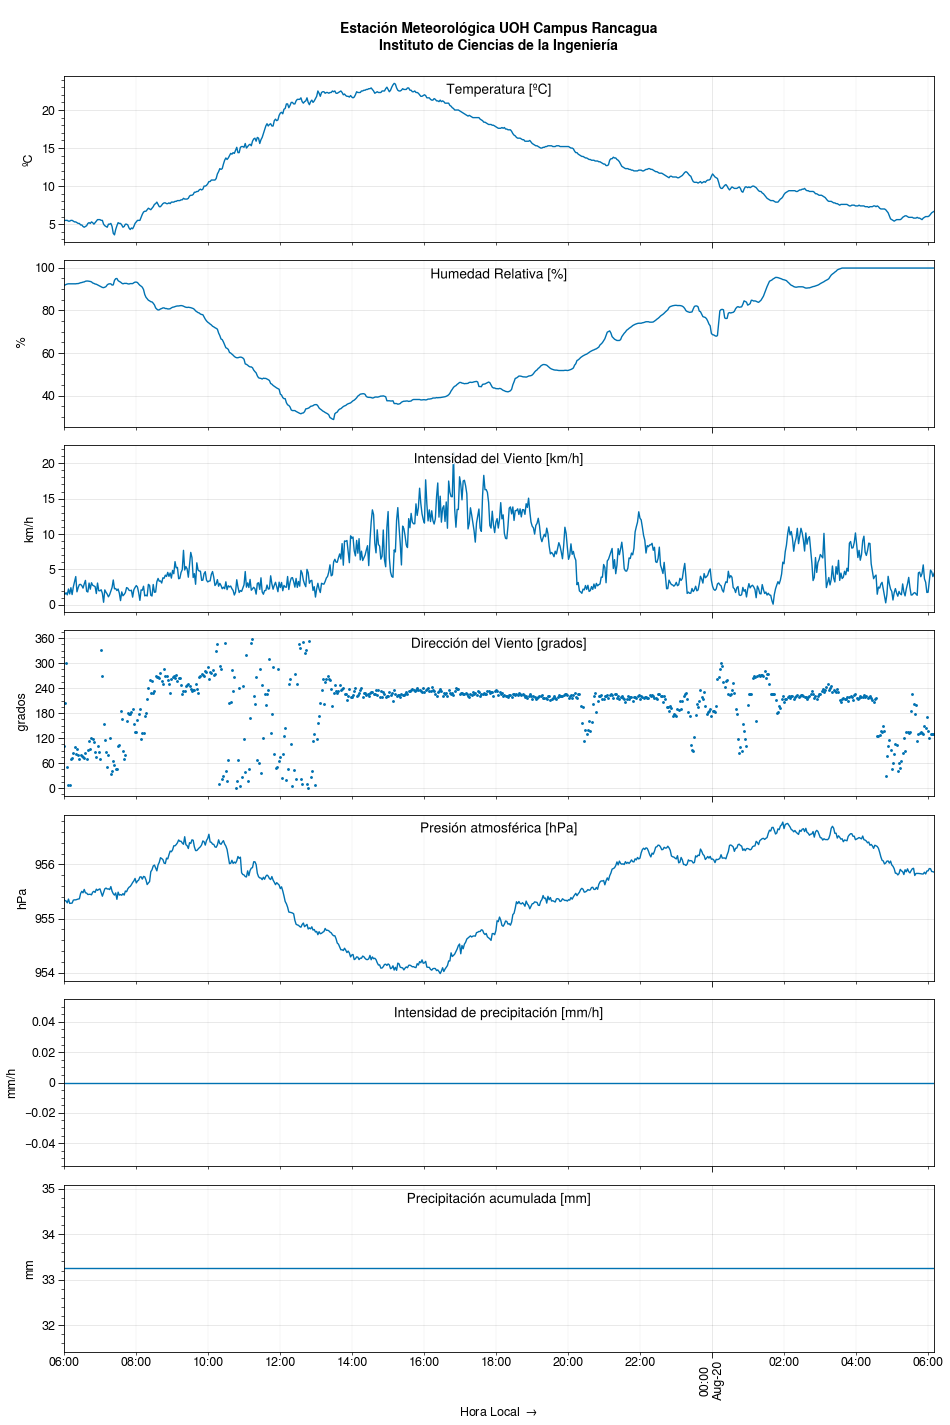 Estación Meteorológica UOH Campus Rancagua
Instituto de Ciencias de la Ingeniería
Temperatura [ºC]
20
15
10
5
ºC
Humedad Relativa [%]
100
80
60
40
%
Intensidad del Viento [km/h]
20
15
10
5
0
km/h
Dirección del Viento [grados]
360
300
240
180
120
60
0
grados
Presión atmosférica [hPa]
956
955
954
hPa
Intensidad de precipitación [mm/h]
0.04
0.02
0
−0.02
−0.04
mm/h
Precipitación acumulada [mm]
35
34
33
32
mm
06:00 08:00 10:00 12:00 14:00 16:00 18:00 20:00 22:00 00:00 02:00 04:00 06:00
Aug-20
Hora Local →